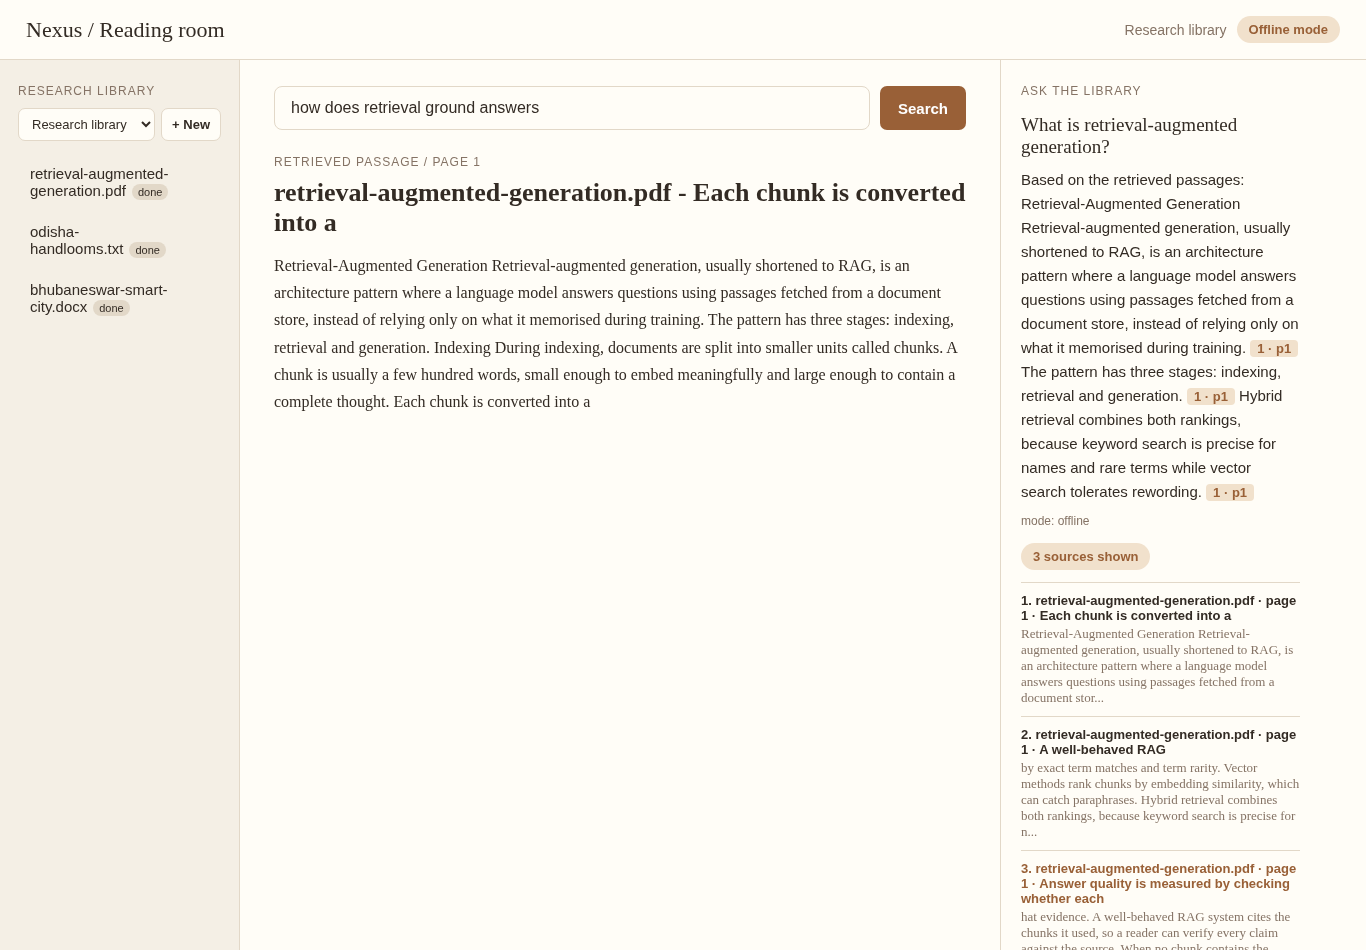 Nexus / Reading room
Research library
Offline mode
RESEARCH LIBRARY
Research library
+ New
retrieval-augmented-
generation.pdf done
odisha-
handlooms.txt done
bhubaneswar-smart-
city.docx done
how does retrieval ground answers
Search
RETRIEVED PASSAGE / PAGE 1
retrieval-augmented-generation.pdf - Each chunk is converted
into a
Retrieval-Augmented Generation Retrieval-augmented generation, usually shortened to RAG, is an
architecture pattern where a language model answers questions using passages fetched from a document
store, instead of relying only on what it memorised during training. The pattern has three stages: indexing,
retrieval and generation. Indexing During indexing, documents are split into smaller units called chunks. A
chunk is usually a few hundred words, small enough to embed meaningfully and large enough to contain a
complete thought. Each chunk is converted into a
ASK THE LIBRARY
What is retrieval-augmented
generation?
Based on the retrieved passages:
Retrieval-Augmented Generation
Retrieval-augmented generation, usually
shortened to RAG, is an architecture
pattern where a language model answers
questions using passages fetched from a
document store, instead of relying only on
what it memorised during training. 1 · p1
The pattern has three stages: indexing,
retrieval and generation. 1 · p1 Hybrid
retrieval combines both rankings,
because keyword search is precise for
names and rare terms while vector
search tolerates rewording. 1 · p1
mode: offline
3 sources shown
1. retrieval-augmented-generation.pdf · page
1 · Each chunk is converted into a
Retrieval-Augmented Generation Retrieval-
augmented generation, usually shortened to RAG, is
an architecture pattern where a language model
answers questions using passages fetched from a
document stor...
2. retrieval-augmented-generation.pdf · page
1 · A well-behaved RAG
by exact term matches and term rarity. Vector
methods rank chunks by embedding similarity, which
can catch paraphrases. Hybrid retrieval combines
both rankings, because keyword search is precise for
n...
3. retrieval-augmented-generation.pdf · page
1 · Answer quality is measured by checking
whether each
hat evidence. A well-behaved RAG system cites the
chunks it used, so a reader can verify every claim
against the source. When no chunk contains the